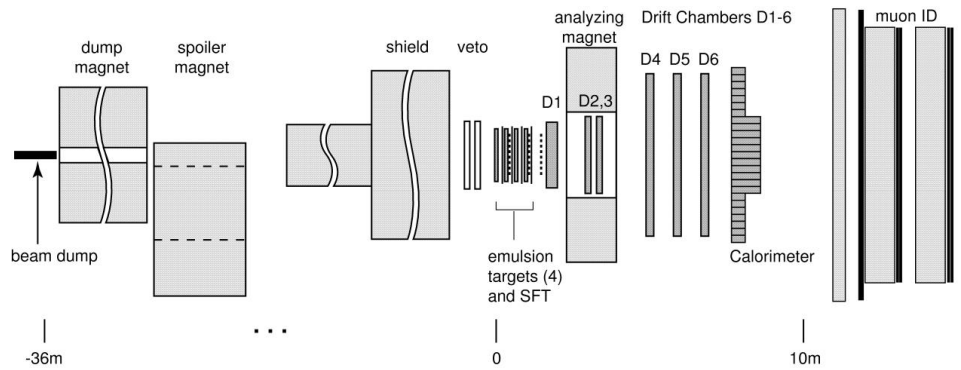 dump
magnet
spoiler
magnet
shield
veto
analyzing
magnet
Drift Chambers D1-6
muon ID
D1
D2,3
D4
D5
D6
beam dump
emulsion
targets (4)
and SFT
Calorimeter
-36m
0
10m